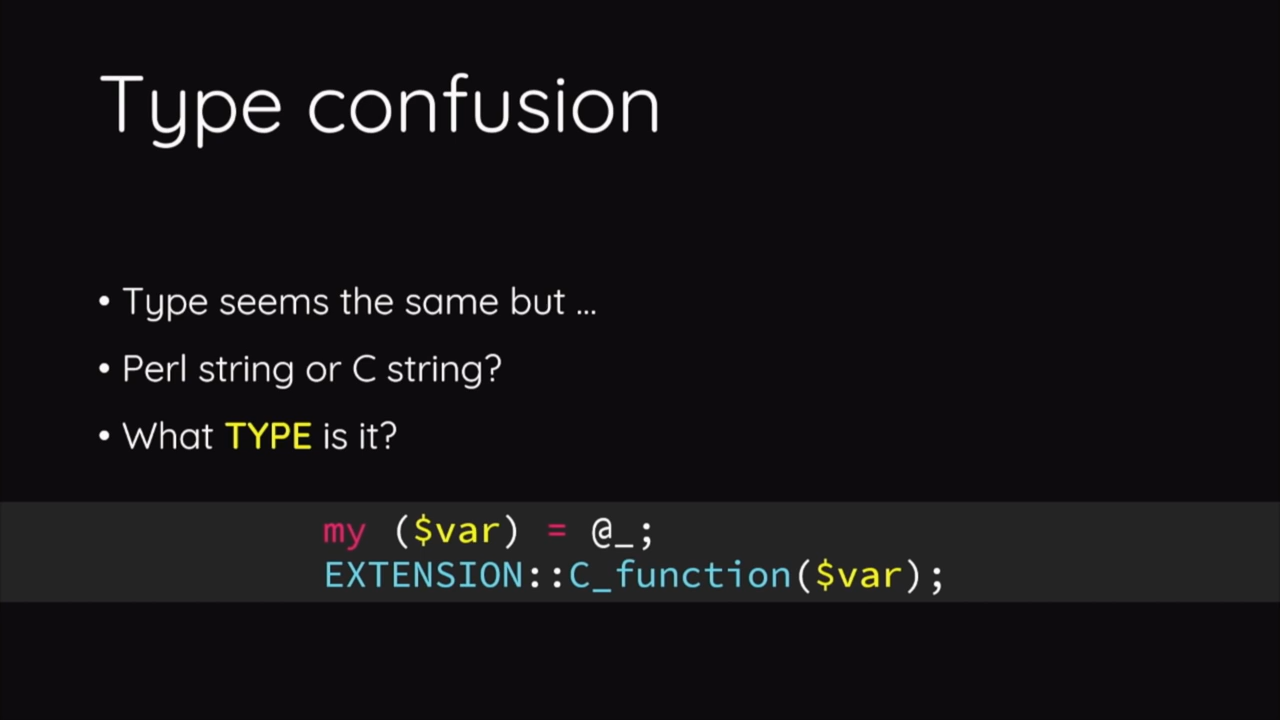 Type confusion
• Type seems the same but ...
• Perl string or C string?
• What TYPE is it?
my ($var) = @_;
EXTENSION::C_function($var);